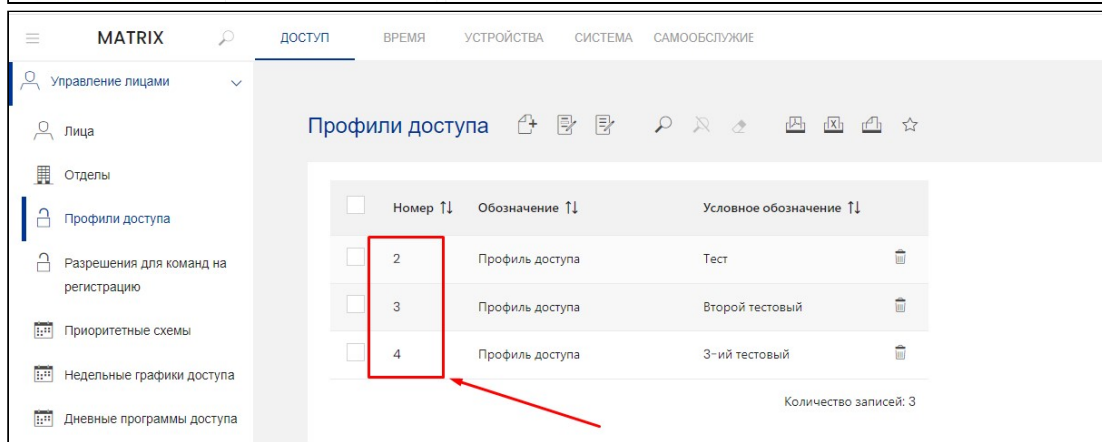 MATRIX
ДОСТУП ВРЕМЯ УСТРОЙСТВА СИСТЕМА САМООБСЛУЖИЕ
Управление лицами
Лица
Отделы
Профили доступа
Разрешения для команд на
регистрацию
Приоритетные схемы
Недельные графики доступа
Дневные программы доступа
Профили доступа
Номер Обозначение Условное обозначение
2 Профиль доступа Тест
3 Профиль доступа Второй тестовый
4 Профиль доступа 3-ий тестовый
Количество записей: 3